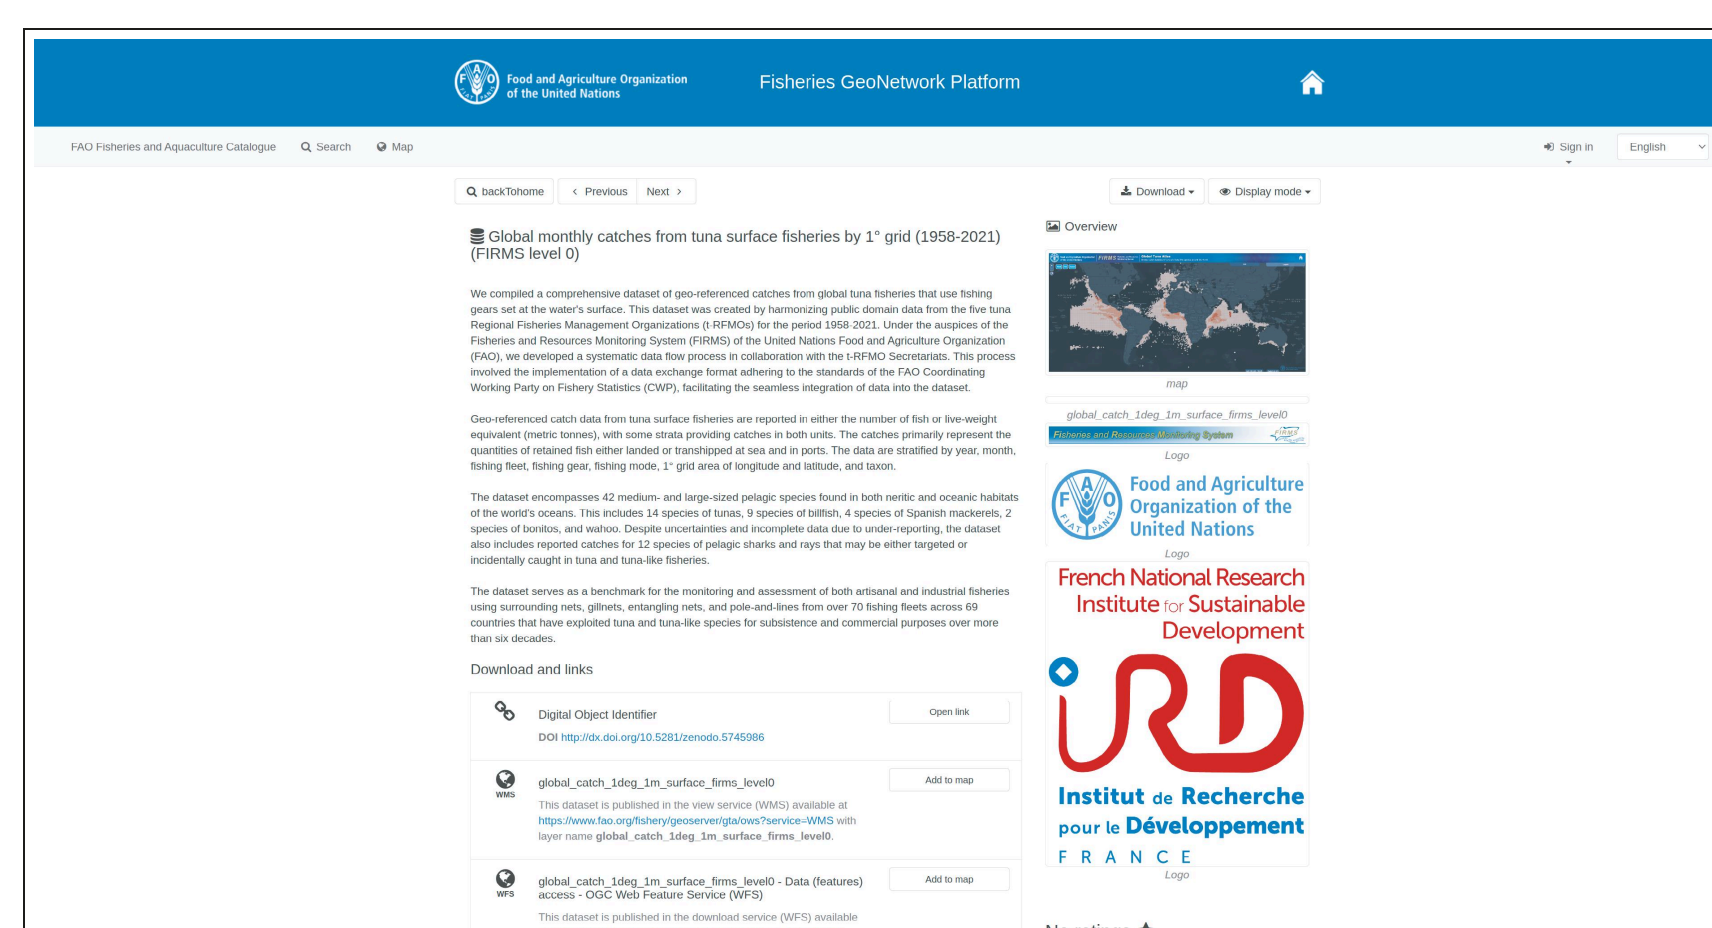 Food and Agriculture Organization
of the United Nations
Fisheries GeoNetwork Platform
FAO Fisheries and Aquaculture Catalogue
Search
Map
Sign in
English
backTohome
Previous
Next
Download
Display mode
Global monthly catches from tuna surface fisheries by 1° grid (1958-2021)
(FIRMS level 0)
We compiled a comprehensive dataset of geo-referenced catches from global tuna fisheries that use fishing
gears set at the water's surface. This dataset was created by harmonizing public domain data from the five tuna
Regional Fisheries Management Organizations (t-RFMOs) for the period 1958-2021. Under the auspices of the
Fisheries and Resources Monitoring System (FIRMS) of the United Nations Food and Agriculture Organization
(FAO), we developed a systematic data flow process in collaboration with the t-RFMO Secretariats. This process
involved the implementation of a data exchange format adhering to the standards of the FAO Coordinating
Working Party on Fishery Statistics (CWP), facilitating the seamless integration of data into the dataset.
Geo-referenced catch data from tuna surface fisheries are reported in either the number of fish or live-weight
equivalent (metric tonnes), with some strata providing catches in both units. The catches primarily represent the
quantities of retained fish either landed or transhipped at sea and in ports. The data are stratified by year, month,
fishing fleet, fishing gear, fishing mode, 1° grid area of longitude and latitude, and taxon.
The dataset encompasses 42 medium- and large-sized pelagic species found in both neritic and oceanic habitats
of the world's oceans. This includes 14 species of tunas, 9 species of billfish, 4 species of Spanish mackerels, 2
species of bonitos, and wahoo. Despite uncertainties and incomplete data due to under-reporting, the dataset
also includes reported catches for 12 species of pelagic sharks and rays that may be either targeted or
incidentally caught in tuna and tuna-like fisheries.
The dataset serves as a benchmark for the monitoring and assessment of both artisanal and industrial fisheries
using surrounding nets, gillnets, entangling nets, and pole-and-lines from over 70 fishing fleets across 69
countries that have exploited tuna and tuna-like species for subsistence and commercial purposes over more
than six decades.
Download and links
Digital Object Identifier
Open link
DOI http://dx.doi.org/10.5281/zenodo.5745986
WMS
global_catch_1deg_1m_surface_firms_level0
Add to map
This dataset is published in the view service (WMS) available at
https://www.fao.org/fishery/geoserver/gta/ows?service=WMS with
layer name global_catch_1deg_1m_surface_firms_level0.
WFS
global_catch_1deg_1m_surface_firms_level0 - Data (features)
access - OGC Web Feature Service (WFS)
Add to map
This dataset is published in the download service (WFS) available
Overview
map
global_catch_1deg_1m_surface_firms_level0
Fisheries and Resources Monitoring System
FIRMS
Logo
FAO
FIAT PANIS
Food and Agriculture
Organization of the
United Nations
Logo
French National Research
Institute for Sustainable
Development
IRD
Institut de Recherche
pour le Développement
FRANCE
Logo